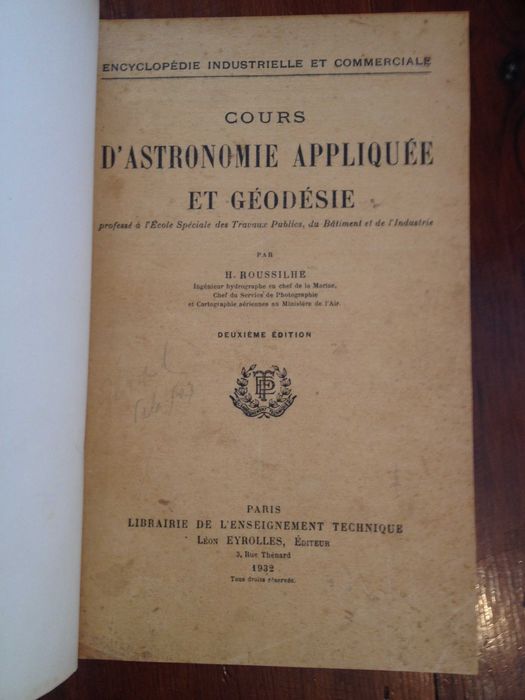 ENCYCLOPÉDIE INDUSTRIELLE ET COMMERCIALE
COURS
D'ASTRONOMIE APPLIQUÉE
ET GÉODÉSIE
professé à l'École Spéciale des Travaux Publics, du Bâtiment et de l'Industrie
PAR
H. ROUSSILHE
Ingénieur hydrographe en chef de la Marine,
Chef du Service de Photographie
et Cartographie aériennes au Ministère de l'Air.
DEUXIÈME ÉDITION
PARIS
LIBRAIRIE DE L'ENSEIGNEMENT TECHNIQUE
LÉON EYROLLES, ÉDITEUR
3, Rue Thénard
1932
Tous droits réservés.